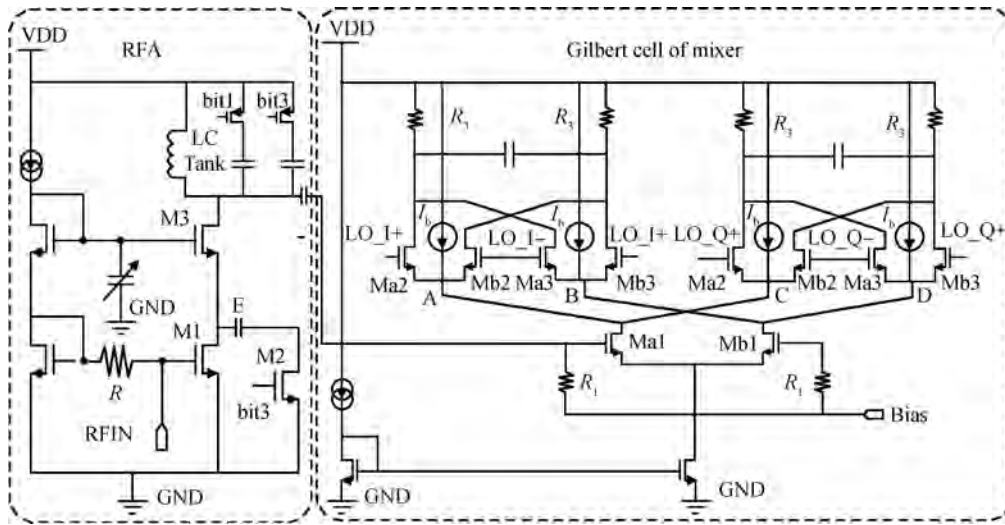 VDD
RFA
bit1
bit3
LC
Tank
M3
GND
E
M1
M2
R
bit3
RFIN
GND
VDD
Gilbert cell of mixer
R3
R3
R3
R3
Ib
Ib
Ib
Ib
LO_I+
LO_I−
LO_I+
LO_Q+
LO_Q−
LO_Q+
Ma2
Mb2
Ma3
Mb3
Ma2
Mb2
Ma3
Mb3
A
B
C
D
Ma1
Mb1
R1
R1
Bias
GND
GND